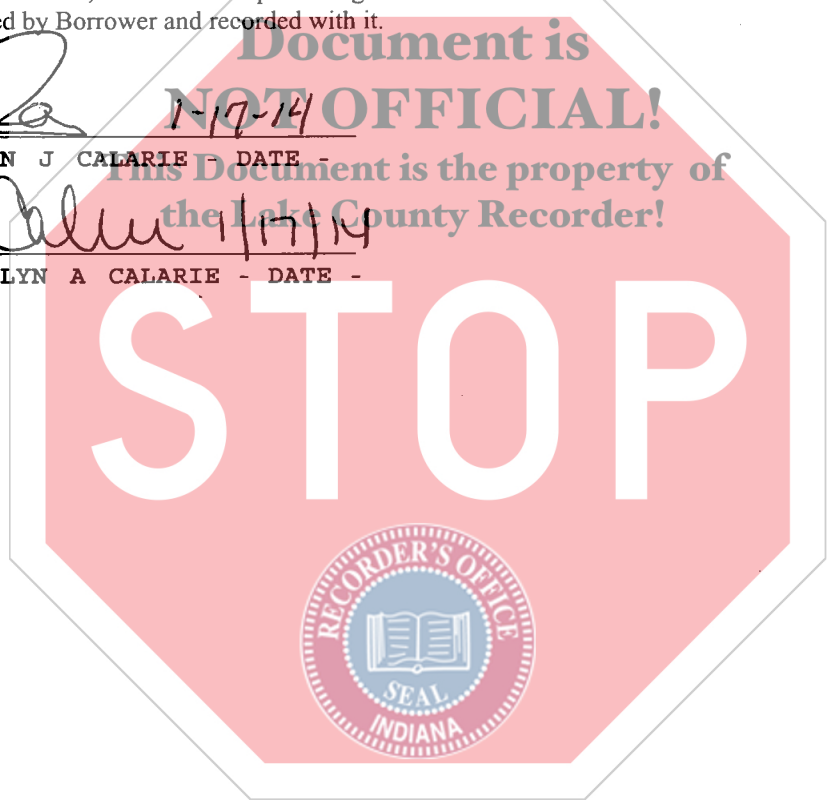 ed by Borrower and recorded with it.
Document is
NOT OFFICIAL!
1-17-14
N J CALARIE - DATE -
This Document is the property of
the Lake County Recorder!
1/17/14
LYN A CALARIE - DATE -
STOP
RECORDER'S OFFICE
SEAL
INDIANA